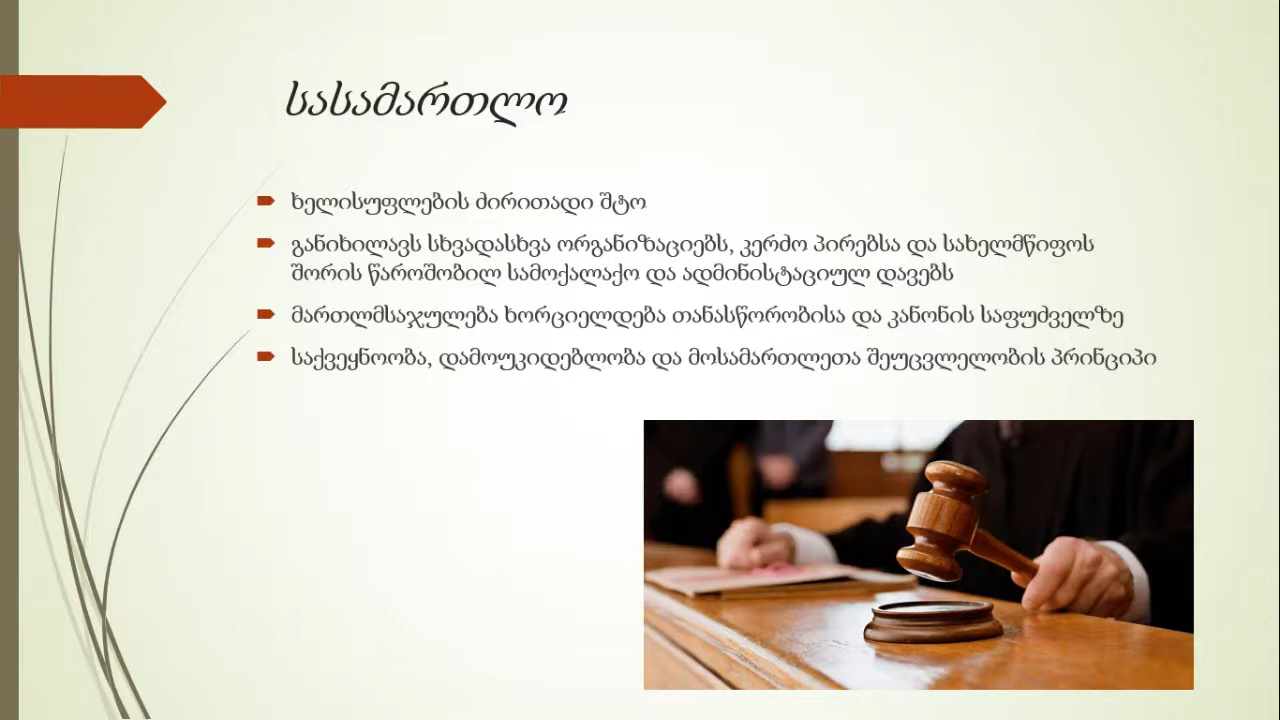 სასამართლო
ხელისუფლების ძირითადი შტო
განიხილავს სხვადასხვა ორგანიზაციებს, კერძო პირებსა და სახელმწიფოს
შორის წაროშობილ სამოქალაქო და ადმინისტაციულ დავებს
მართლმსაჯულება ხორციელდება თანასწორობისა და კანონის საფუძველზე
საქვეყნოობა, დამოუკიდებლობა და მოსამართლეთა შეუცვლელობის პრინციპი